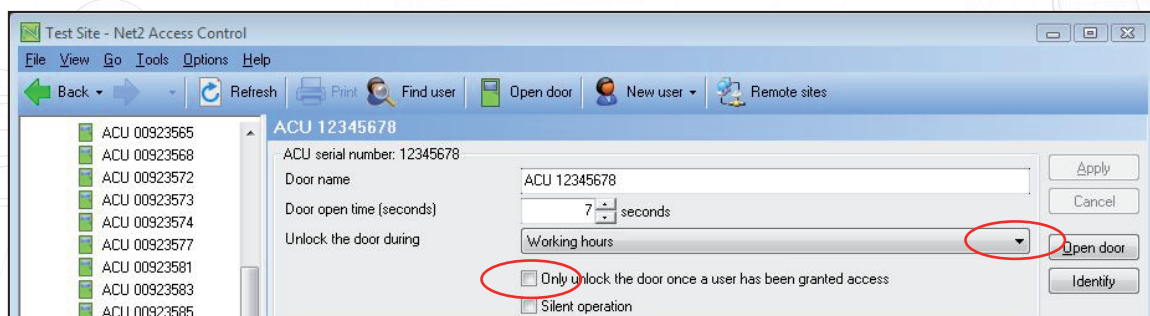 Test Site - Net2 Access Control
File View Go Tools Options Help
Back Refresh Print Find user Open door New user Remote sites
ACU 00923565
ACU 00923568
ACU 00923572
ACU 00923573
ACU 00923574
ACU 00923577
ACU 00923581
ACU 00923583
ACU 00923585
ACU 12345678
ACU serial number: 12345678
Door name ACU 12345678
Door open time (seconds) 7 seconds
Unlock the door during Working hours
Only unlock the door once a user has been granted access
Silent operation
Apply
Cancel
Open door
Identify